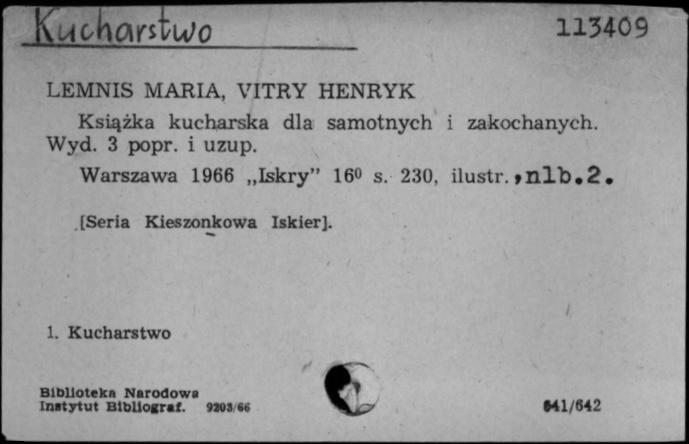 Kucharstwo
113409
LEMNIS MARIA, VITRY HENRYK
Książka kucharska dla samotnych i zakochanych.
Wyd. 3 popr. i uzup.
Warszawa 1966 „Iskry” 16⁰ s. 230, ilustr.,nlb.2.
[Seria Kieszonkowa Iskier].
1. Kucharstwo
Biblioteka Narodowa
Instytut Bibliograf. 9203/66
641/642